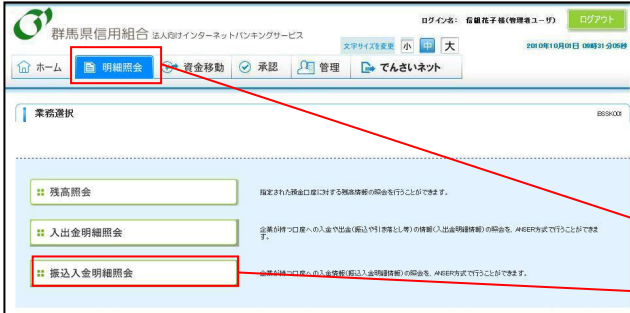 ログイン名： 信組花子様(管理者ユーザ)
ログアウト
群馬県信用組合 法人向けインターネットバンキングサービス
文字サイズを変更 小 中 大
2010年10月01日 09時31分05秒
ホーム 明細照会 資金移動 承認 管理 でんさいネット
業務選択
BSSK001
残高照会
指定された預金口座に対する残高情報の照会を行うことができます。
入出金明細照会
企業が持つ口座への入金や出金(振込や引き落とし等)の情報(入出金明細情報)の照会を、ANSER方式で行うことができます。
振込入金明細照会
企業が持つ口座への入金情報(振込入金明細情報)の照会を、ANSER方式で行うことができます。